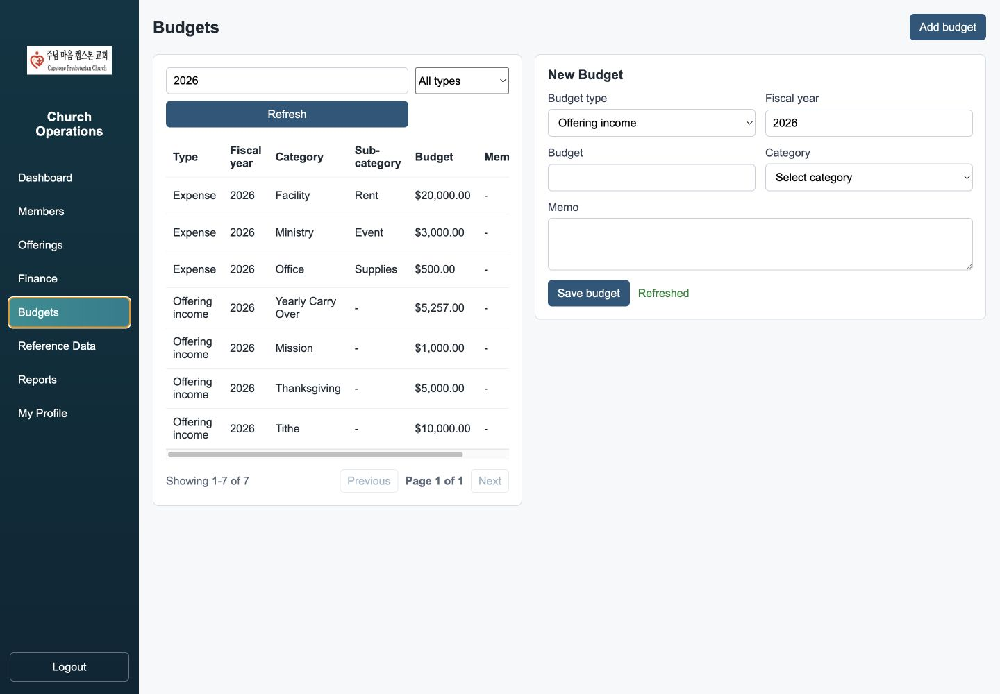 주님 마음 캡스톤 교회
Capstone Presbyterian Church
Church
Operations
Dashboard
Members
Offerings
Finance
Budgets
Reference Data
Reports
My Profile
Logout
Budgets
Add budget
2026
All types
Refresh
Type Fiscal year Category Sub-category Budget Mem
Expense 2026 Facility Rent $20,000.00 -
Expense 2026 Ministry Event $3,000.00 -
Expense 2026 Office Supplies $500.00 -
Offering income 2026 Yearly Carry Over - $5,257.00 -
Offering income 2026 Mission - $1,000.00 -
Offering income 2026 Thanksgiving - $5,000.00 -
Offering income 2026 Tithe - $10,000.00 -
Showing 1-7 of 7
Previous
Page 1 of 1
Next
New Budget
Budget type
Offering income
Fiscal year
2026
Budget
Category
Select category
Memo
Save budget
Refreshed